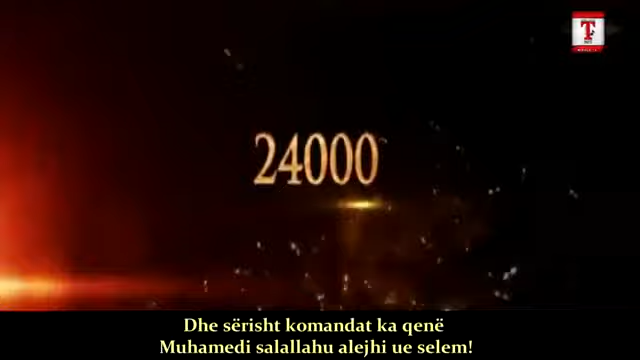 T
24000
Dhe sërisht komandat ka qenë
Muhamedi salallahu alejhi ue selem!